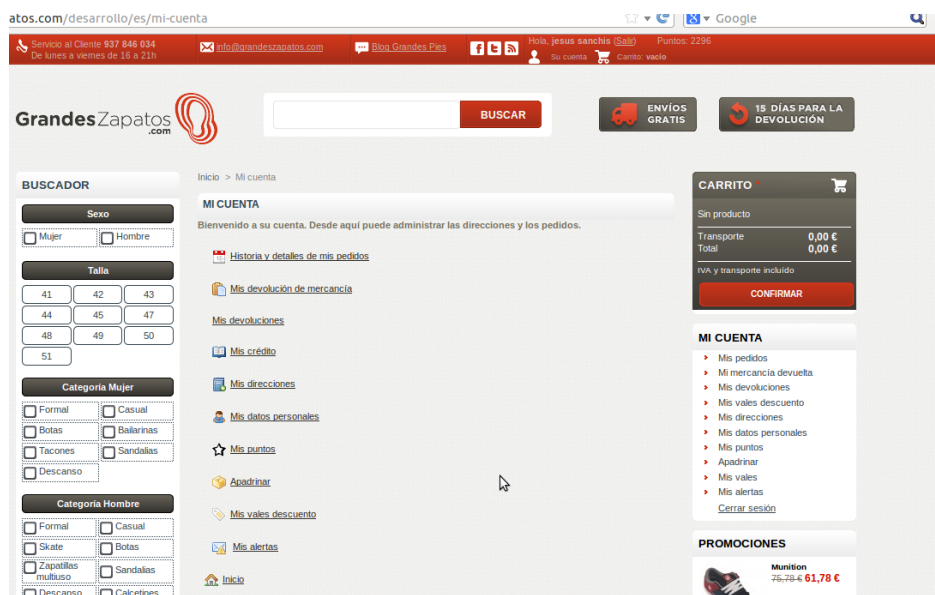 atos.com/desarrollo/es/mi-cuenta
Google
Servicio al Cliente 937 846 034
De lunes a viernes de 16 a 21h
info@grandeszapatos.com
Blog Grandes Pies
Hola, jesus sanchis (Salir) Puntos: 2296
Su cuenta Carrito: vacío
GrandesZapatos
.com
BUSCAR
ENVÍOS
GRATIS
15 DÍAS PARA LA
DEVOLUCIÓN
BUSCADOR
Sexo
Mujer Hombre
Talla
41 42 43
44 45 47
48 49 50
51
Categoría Mujer
Formal Casual
Botas Bailarinas
Tacones Sandalias
Descanso
Categoría Hombre
Formal Casual
Skate Botas
Zapatillas
multiuso
Sandalias
Descanso Calcetines
Inicio > Mi cuenta
MI CUENTA
Bienvenido a su cuenta. Desde aquí puede administrar las direcciones y los pedidos.
Historia y detalles de mis pedidos
Mis devolución de mercancía
Mis devoluciones
Mis crédito
Mis direcciones
Mis datos personales
Mis puntos
Apadrinar
Mis vales descuento
Mis alertas
Inicio
CARRITO
Sin producto
Transporte 0,00 €
Total 0,00 €
IVA y transporte incluído
CONFIRMAR
MI CUENTA
Mis pedidos
Mi mercancía devuelta
Mis devoluciones
Mis vales descuento
Mis direcciones
Mis datos personales
Mis puntos
Apadrinar
Mis vales
Mis alertas
Cerrar sesión
PROMOCIONES
Munition
75,78 € 61,78 €